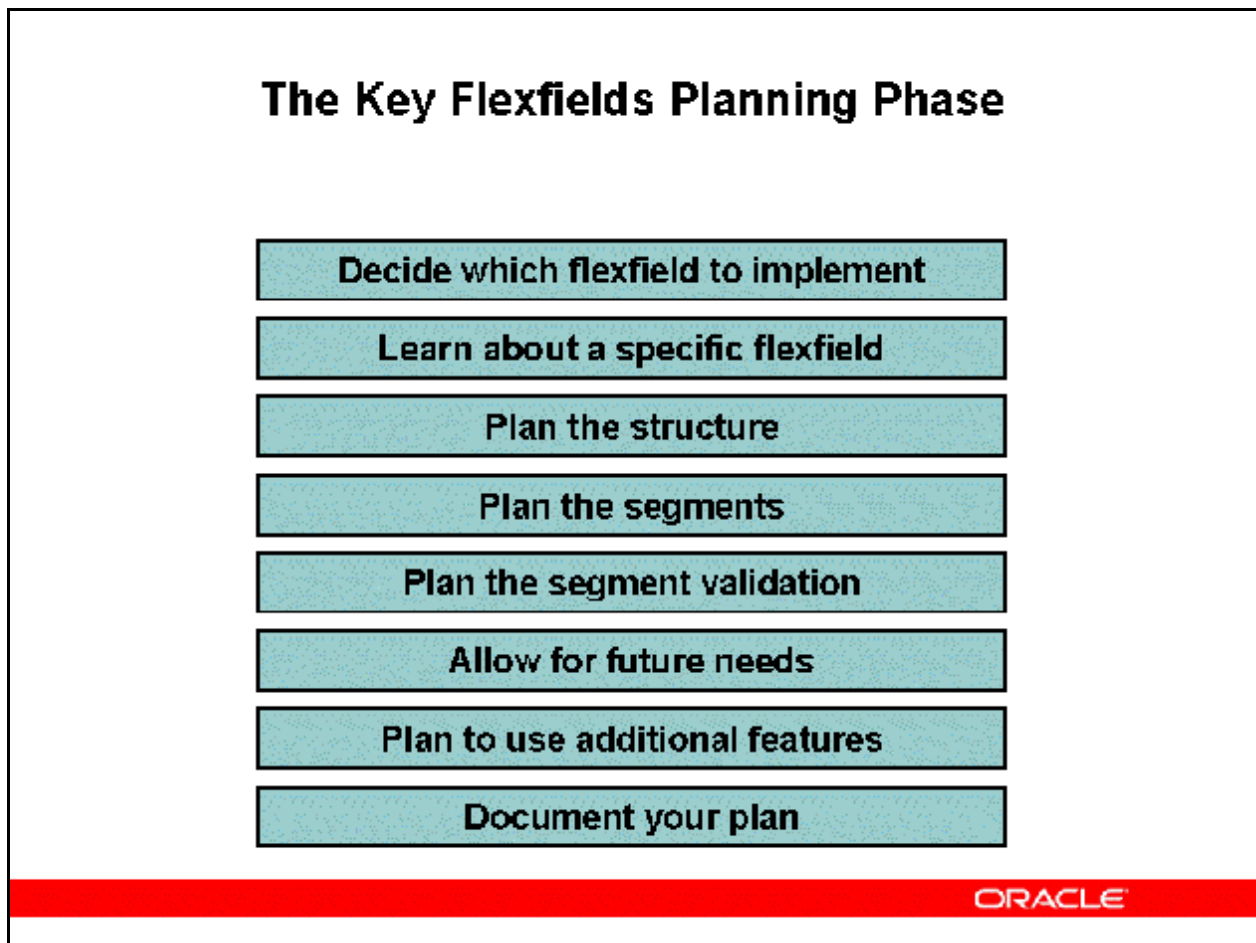 The Key Flexfields Planning Phase
Decide which flexfield to implement
Learn about a specific flexfield
Plan the structure
Plan the segments
Plan the segment validation
Allow for future needs
Plan to use additional features
Document your plan
ORACLE